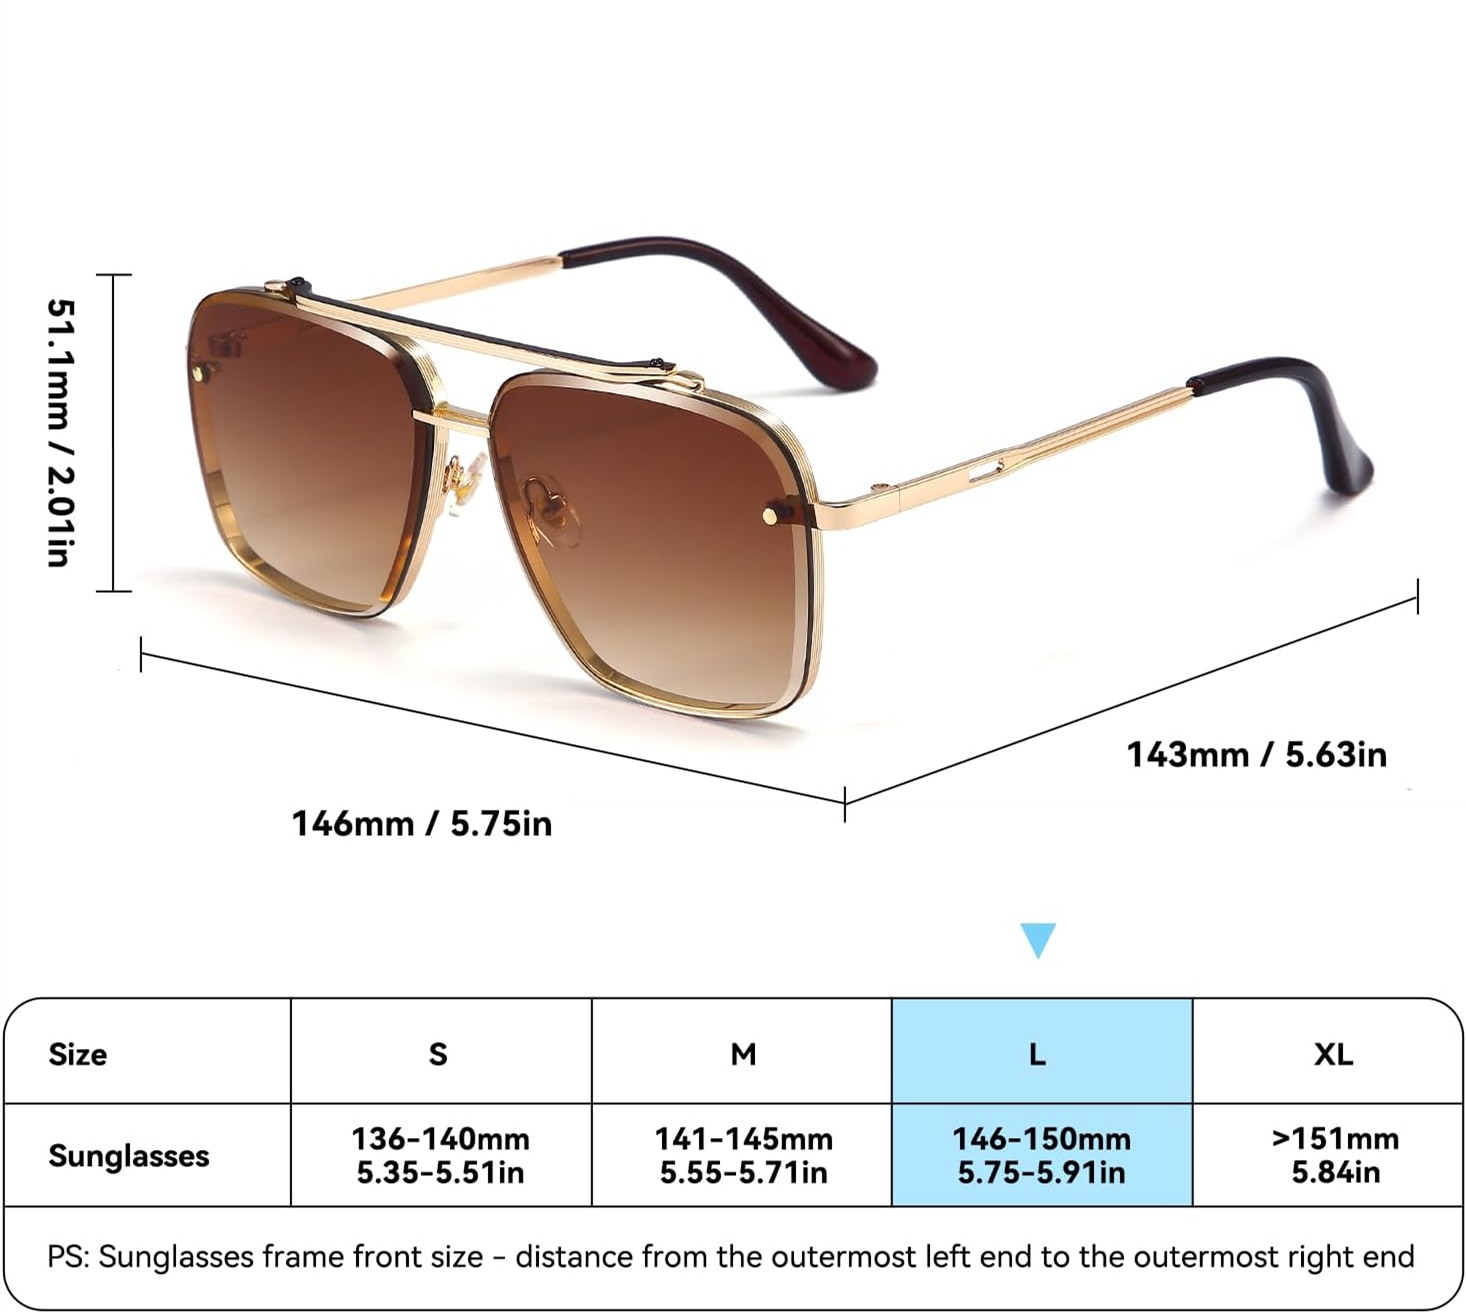 51.1mm / 2.01in
143mm / 5.63in
146mm / 5.75in
Size S M L XL
Sunglasses 136-140mm 141-145mm 146-150mm >151mm
5.35-5.51in 5.55-5.71in 5.75-5.91in 5.84in
PS: Sunglasses frame front size - distance from the outermost left end to the outermost right end